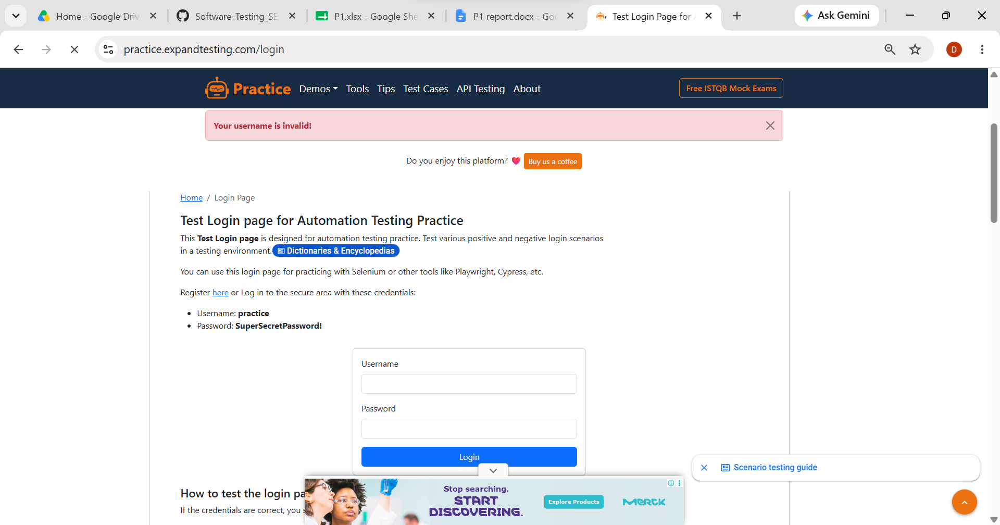 Home - Google Driv
Software-Testing_SE
P1.xlsx - Google She
P1 report.docx - Goo
Test Login Page for A
Ask Gemini
practice.expandtesting.com/login
D
Practice
Demos
Tools
Tips
Test Cases
API Testing
About
Free ISTQB Mock Exams
Your username is invalid!
Do you enjoy this platform?
Buy us a coffee
Home / Login Page
Test Login page for Automation Testing Practice
This Test Login page is designed for automation testing practice. Test various positive and negative login scenarios
in a testing environment. Dictionaries & Encyclopedias
You can use this login page for practicing with Selenium or other tools like Playwright, Cypress, etc.
Register here or Log in to the secure area with these credentials:
Username: practice
Password: SuperSecretPassword!
Username
Password
Login
Scenario testing guide
How to test the login pa
If the credentials are correct, you s
Stop searching.
START
DISCOVERING.
Explore Products
MERCK